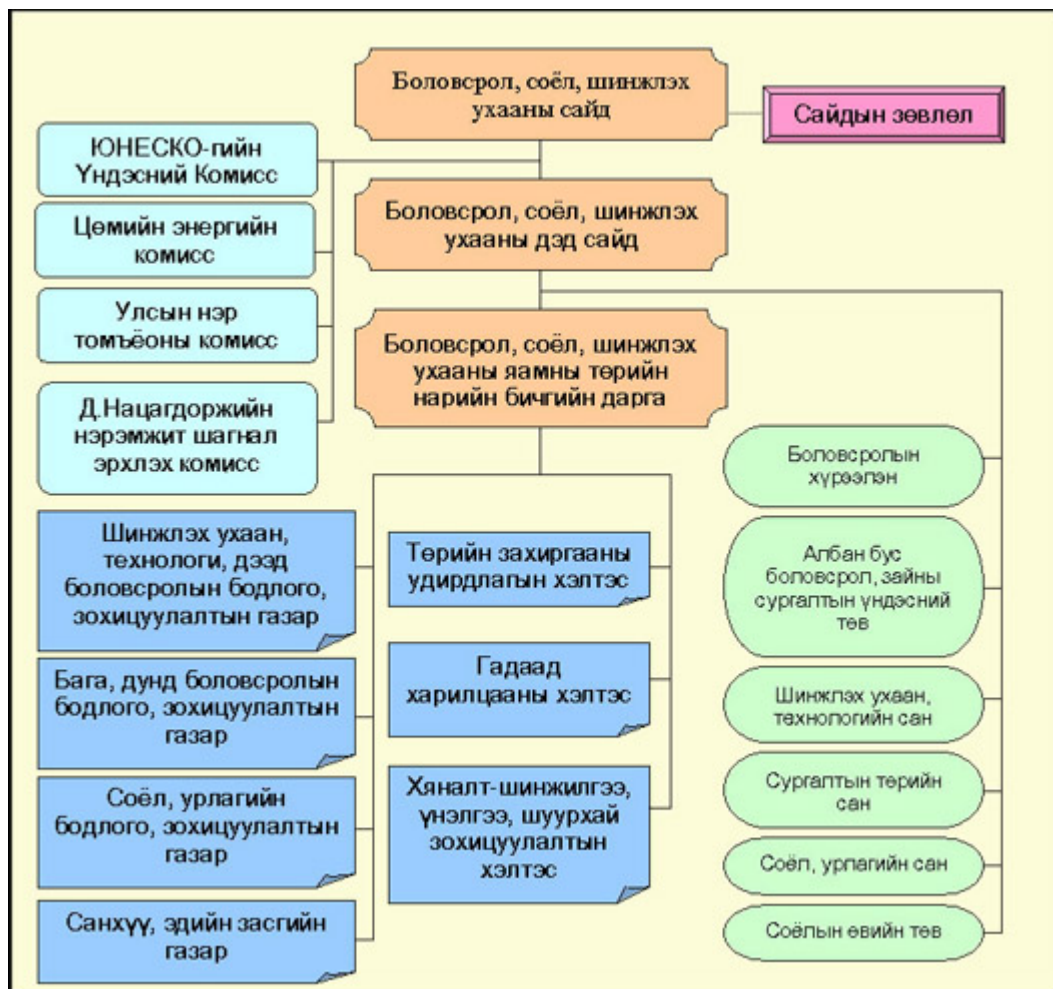 Боловсрол, соёл, шинжлэх
ухааны сайд
Сайдын зөвлөл
ЮНЕСКО-гийн
Үндэсний Комисс
Цөмийн энергийн
комисс
Улсын нэр
томъёоны комисс
Д.Нацагдоржийн
нэрэмжит шагнал
эрхлэх комисс
Боловсрол, соёл, шинжлэх
ухааны дэд сайд
Боловсрол, соёл, шинжлэх
ухааны яамны төрийн
нарийн бичгийн дарга
Шинжлэх ухаан,
технологи, дээд
боловсролын бодлого,
зохицуулалтын газар
Бага, дунд боловсролын
бодлого, зохицуулалтын
газар
Соёл, урлагийн
бодлого, зохицуулалтын
газар
Санхүү, эдийн засгийн
газар
Төрийн захиргааны
удирдлагын хэлтэс
Гадаад
харилцааны хэлтэс
Хяналт-шинжилгээ,
үнэлгээ, шуурхай
зохицуулалтын
хэлтэс
Боловсролын
хүрээлэн
Албан бус
боловсрол, зайны
сургалтын үндэсний
төв
Шинжлэх ухаан,
технологийн сан
Сургалтын төрийн
сан
Соёл, урлагийн сан
Соёлын өвийн төв